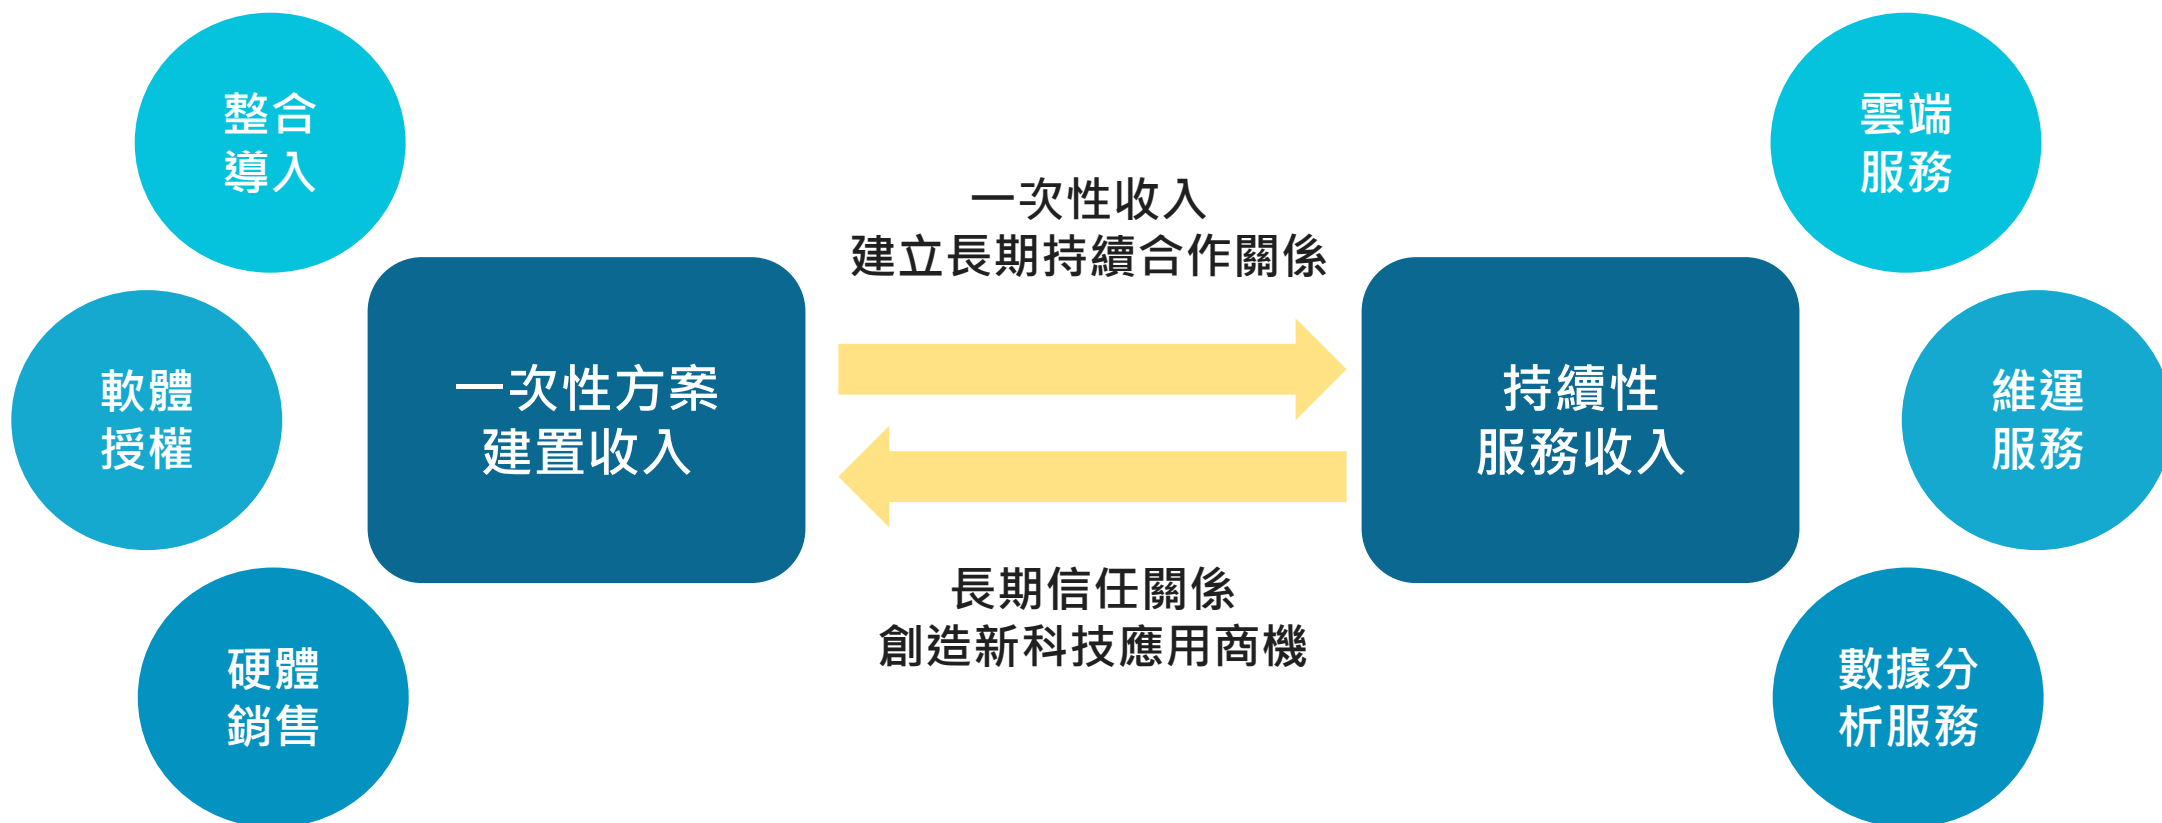 整合
導入
軟體
授權
硬體
銷售
一次性方案
建置收入
一次性收入
建立長期持續合作關係
長期信任關係
創造新科技應用商機
持續性
服務收入
雲端
服務
維運
服務
數據分
析服務